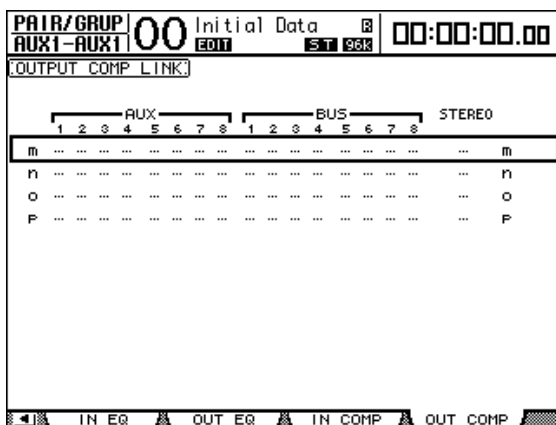 PAIR/GRUP 00 Initial Data R 00:00:00.00
AUX1-AUX1 EDIT ST 96k
OUTPUT COMP LINK
AUX BUS STEREO
1 2 3 4 5 6 7 8 1 2 3 4 5 6 7 8
m m
n n
o o
p P
IN EQ OUT EQ IN COMP OUT COMP